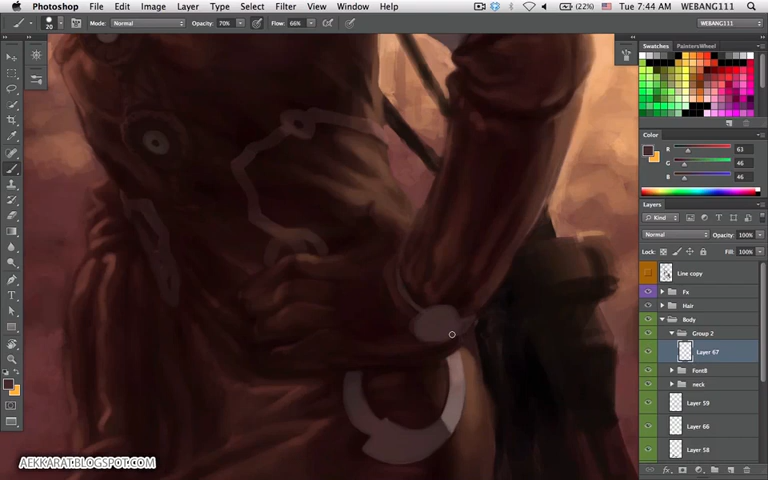 Photoshop File Edit Image Layer Type Select Filter View Window Help (22%) Tue 7:44 AM WEBANG111
20 Mode: Normal Opacity: 70% Flow: 66% WEBANG111
Swatches PaintersWheel
Color
R 63
G 46
B 46
Layers
Kind
Normal Opacity: 100%
Lock: Fill: 100%
Line copy
Fx
Hair
Body
Group 2
Layer 67
FontB
neck
Layer 59
Layer 66
Layer 58
AEKKARAT.BLOGSPOT.COM